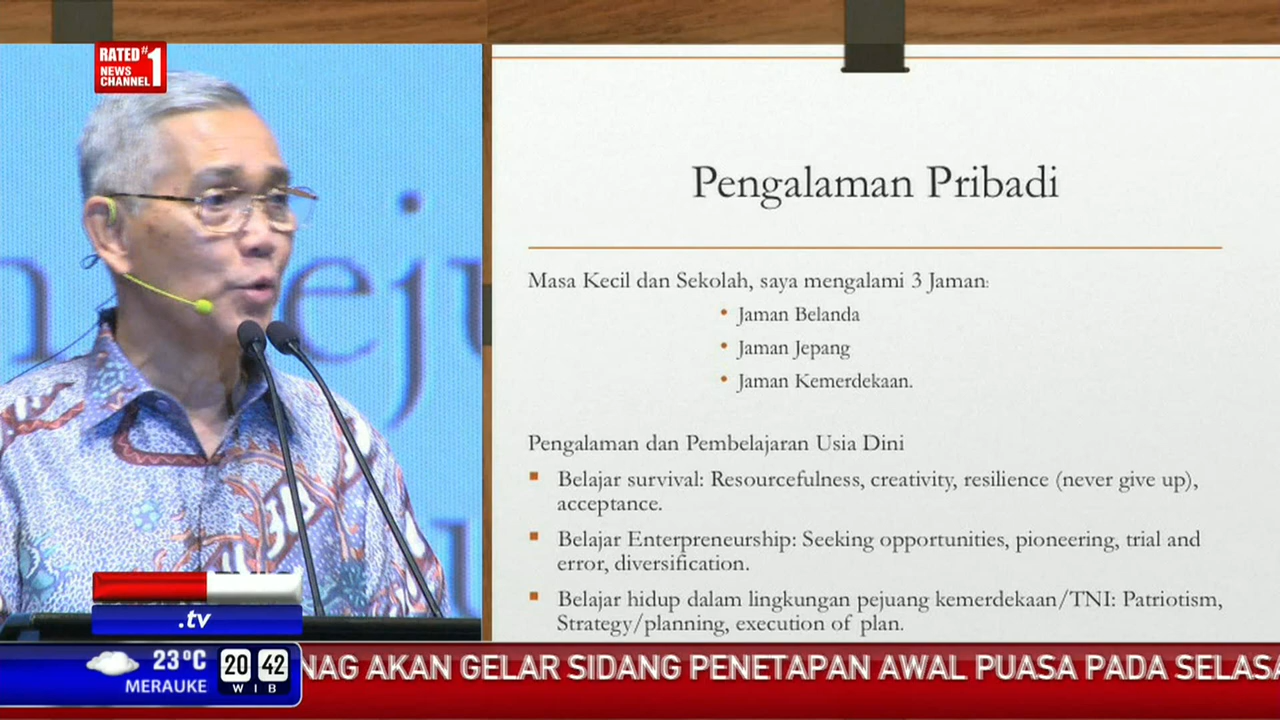 RATED #1
NEWS
CHANNEL
Pengalaman Pribadi
Masa Kecil dan Sekolah, saya mengalami 3 Jaman:
• Jaman Belanda
• Jaman Jepang
• Jaman Kemerdekaan.
Pengalaman dan Pembelajaran Usia Dini
▪ Belajar survival: Resourcefulness, creativity, resilience (never give up),
acceptance.
▪ Belajar Enterpreneurship: Seeking opportunities, pioneering, trial and
error, diversification.
▪ Belajar hidup dalam lingkungan pejuang kemerdekaan/TNI: Patriotism,
Strategy/planning, execution of plan.
.tv
23°C
MERAUKE
20 42
WIB
NAG AKAN GELAR SIDANG PENETAPAN AWAL PUASA PADA SELASA